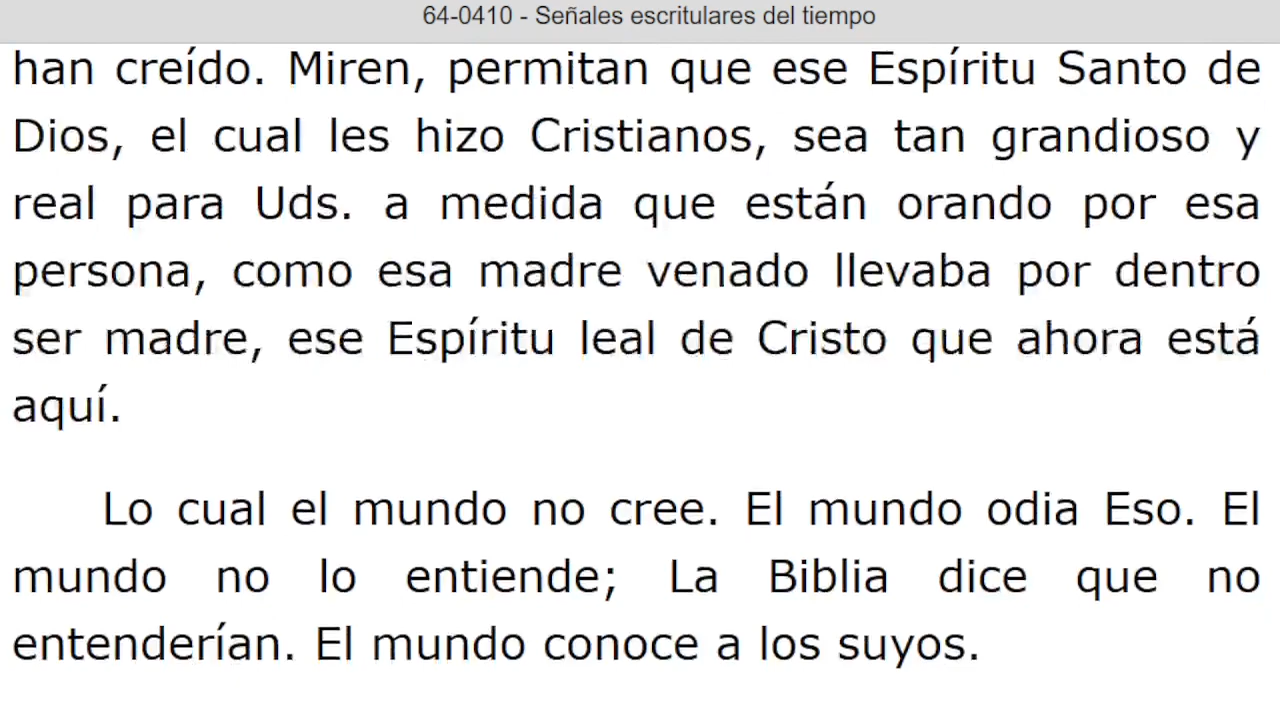 64-0410 - Señales escritulares del tiempo
han creído. Miren, permitan que ese Espíritu Santo de
Dios, el cual les hizo Cristianos, sea tan grandioso y
real para Uds. a medida que están orando por esa
persona, como esa madre venado llevaba por dentro
ser madre, ese Espíritu leal de Cristo que ahora está
aquí.
Lo cual el mundo no cree. El mundo odia Eso. El
mundo no lo entiende; La Biblia dice que no
entenderían. El mundo conoce a los suyos.